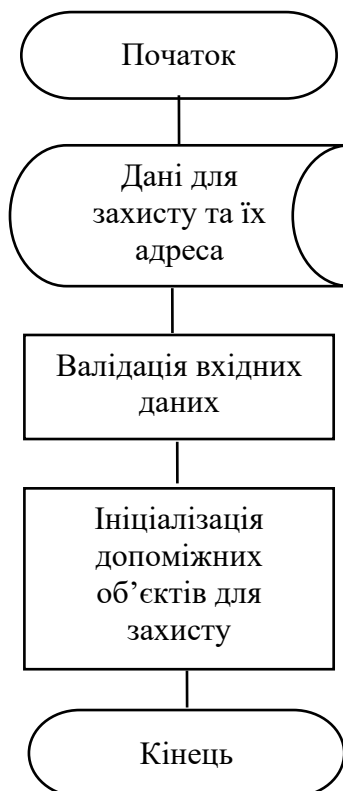 Початок
Дані для
захисту та їх
адреса
Валідація вхідних
даних
Ініціалізація
допоміжних
об’єктів для
захисту
Кінець